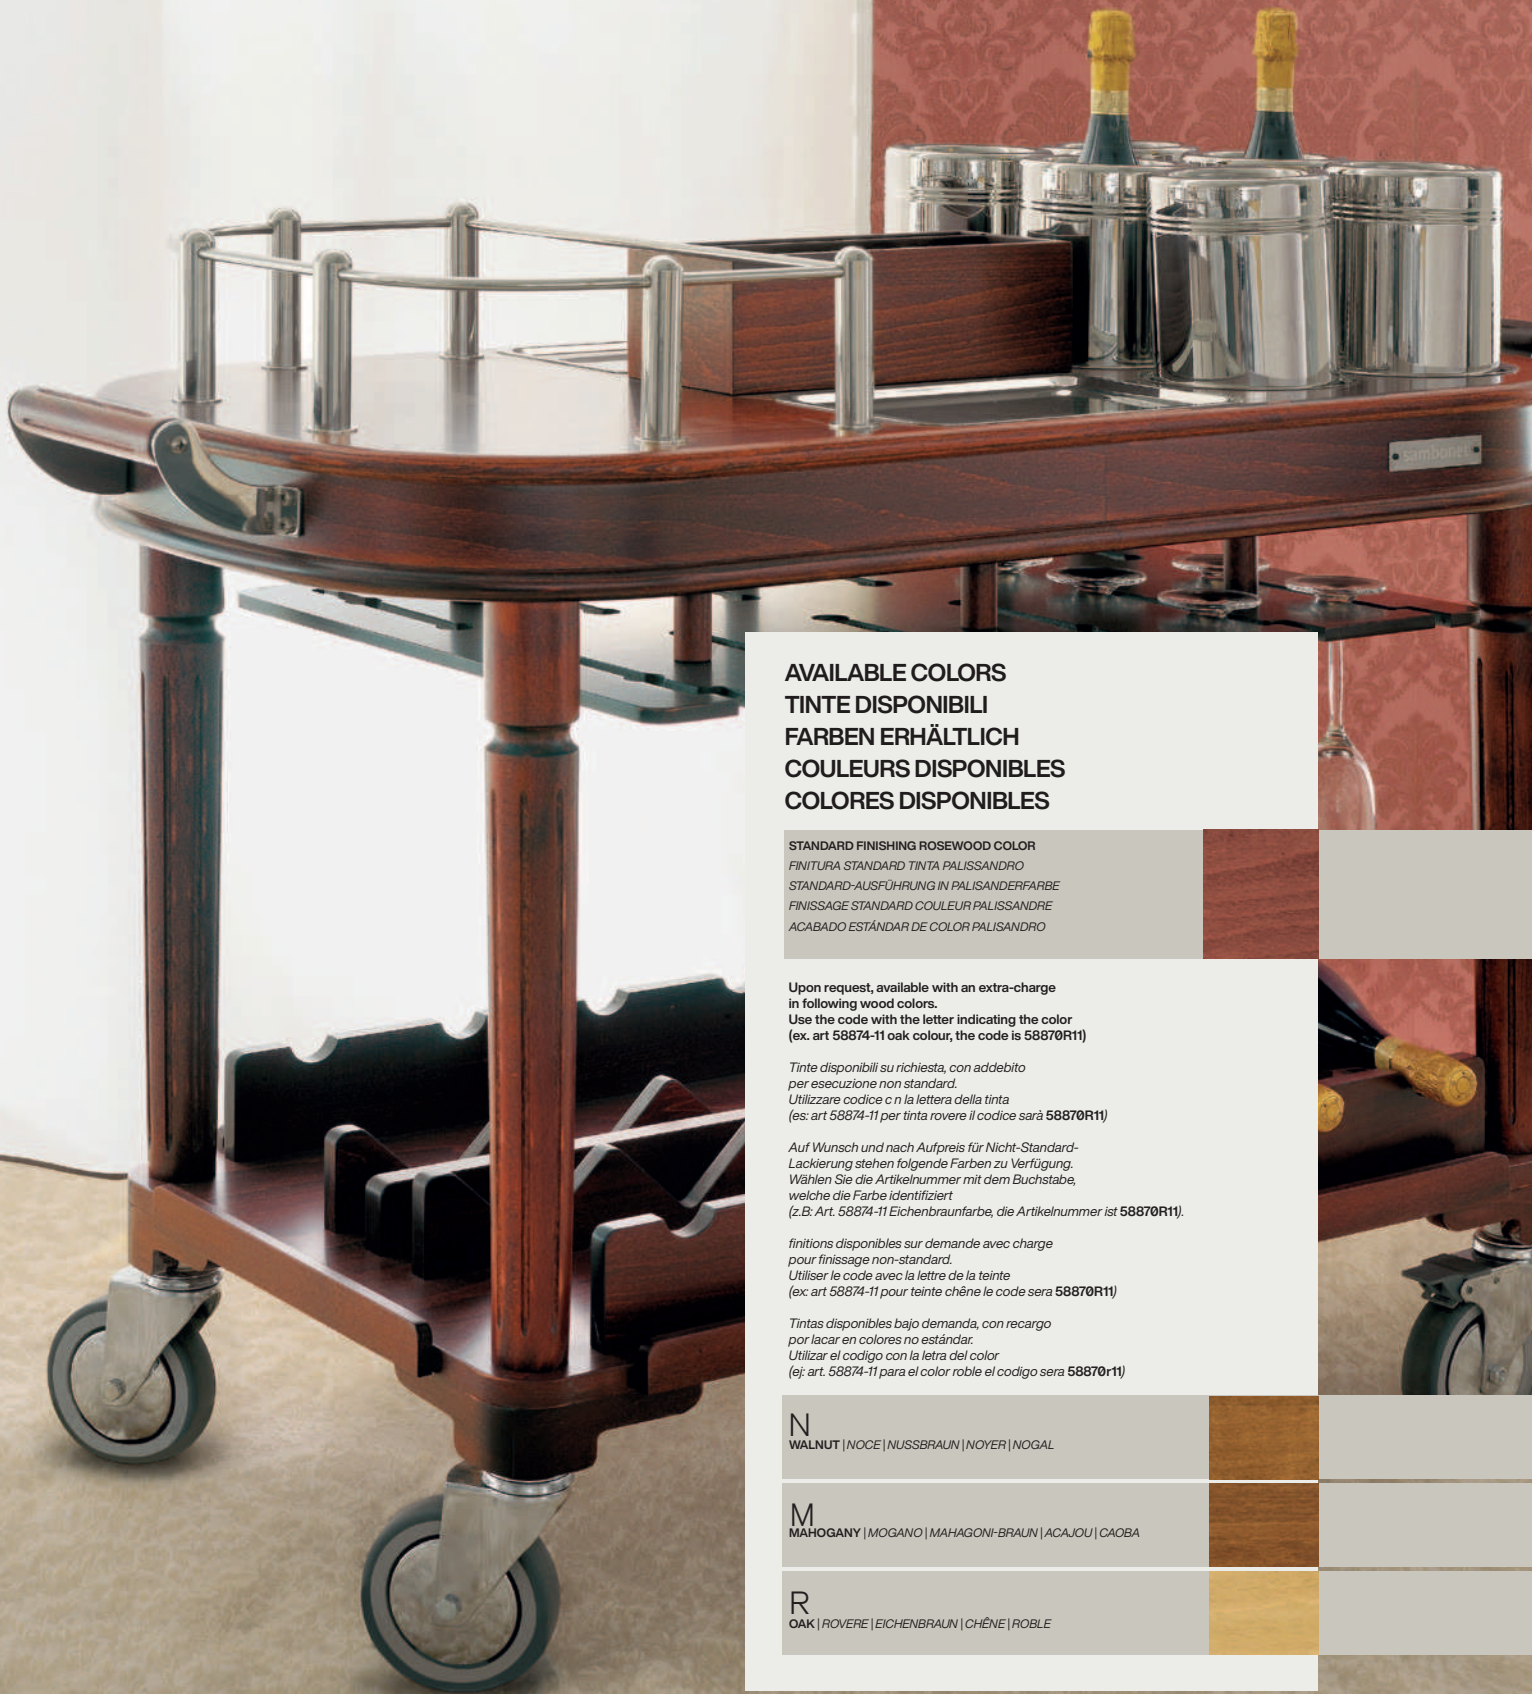 sambonet
AVAILABLE COLORS
TINTE DISPONIBILI
FARBEN ERHÄLTLICH
COULEURS DISPONIBLES
COLORES DISPONIBLES
STANDARD FINISHING ROSEWOOD COLOR
FINITURA STANDARD TINTA PALISSANDRO
STANDARD-AUSFÜHRUNG IN PALISANDERFARBE
FINISSAGE STANDARD COULEUR PALISSANDRE
ACABADO ESTÁNDAR DE COLOR PALISANDRO
Upon request, available with an extra-charge
in following wood colors.
Use the code with the letter indicating the color
(ex. art 58874-11 oak colour, the code is 58870R11)
Tinte disponibili su richiesta, con addebito
per esecuzione non standard.
Utilizzare codice c n la lettera della tinta
(es: art 58874-11 per tinta rovere il codice sarà 58870R11)
Auf Wunsch und nach Aufpreis für Nicht-Standard-
Lackierung stehen folgende Farben zu Verfügung.
Wählen Sie die Artikelnummer mit dem Buchstabe,
welche die Farbe identifiziert
(z.B: Art. 58874-11 Eichenbraunfarbe, die Artikelnummer ist 58870R11).
finitions disponibles sur demande avec charge
pour finissage non-standard.
Utiliser le code avec la lettre de la teinte
(ex: art 58874-11 pour teinte chêne le code sera 58870R11)
Tintas disponibles bajo demanda, con recargo
por lacar en colores no estándar.
Utilizar el codigo con la letra del color
(ej: art. 58874-11 para el color roble el codigo sera 58870r11)
N
WALNUT | NOCE | NUSSBRAUN | NOYER | NOGAL
M
MAHOGANY | MOGANO | MAHAGONI-BRAUN | ACAJOU | CAOBA
R
OAK | ROVERE | EICHENBRAUN | CHÊNE | ROBLE